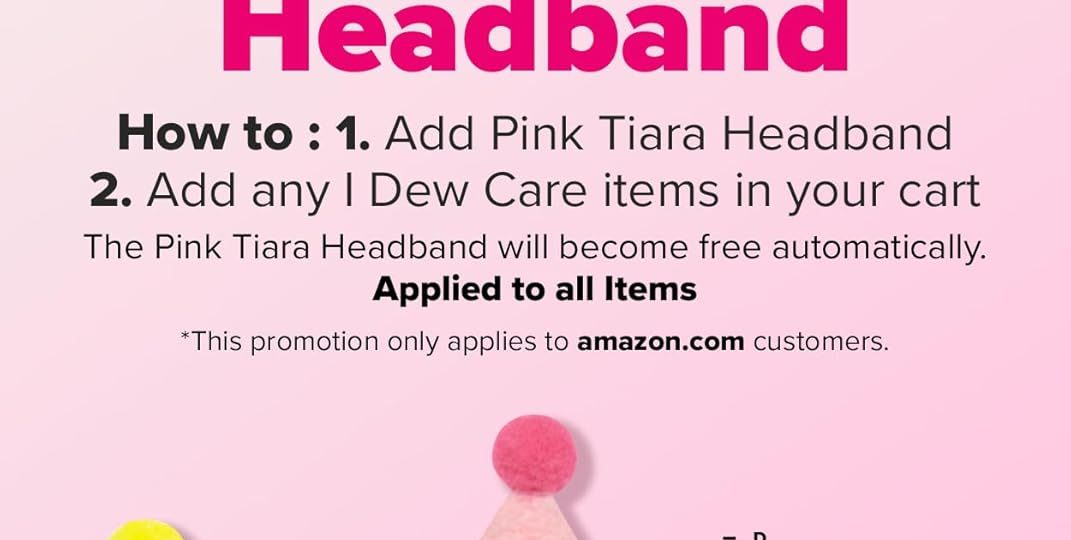 Headband
How to : 1. Add Pink Tiara Headband
2. Add any I Dew Care items in your cart
The Pink Tiara Headband will become free automatically.
Applied to all Items
*This promotion only applies to amazon.com customers.